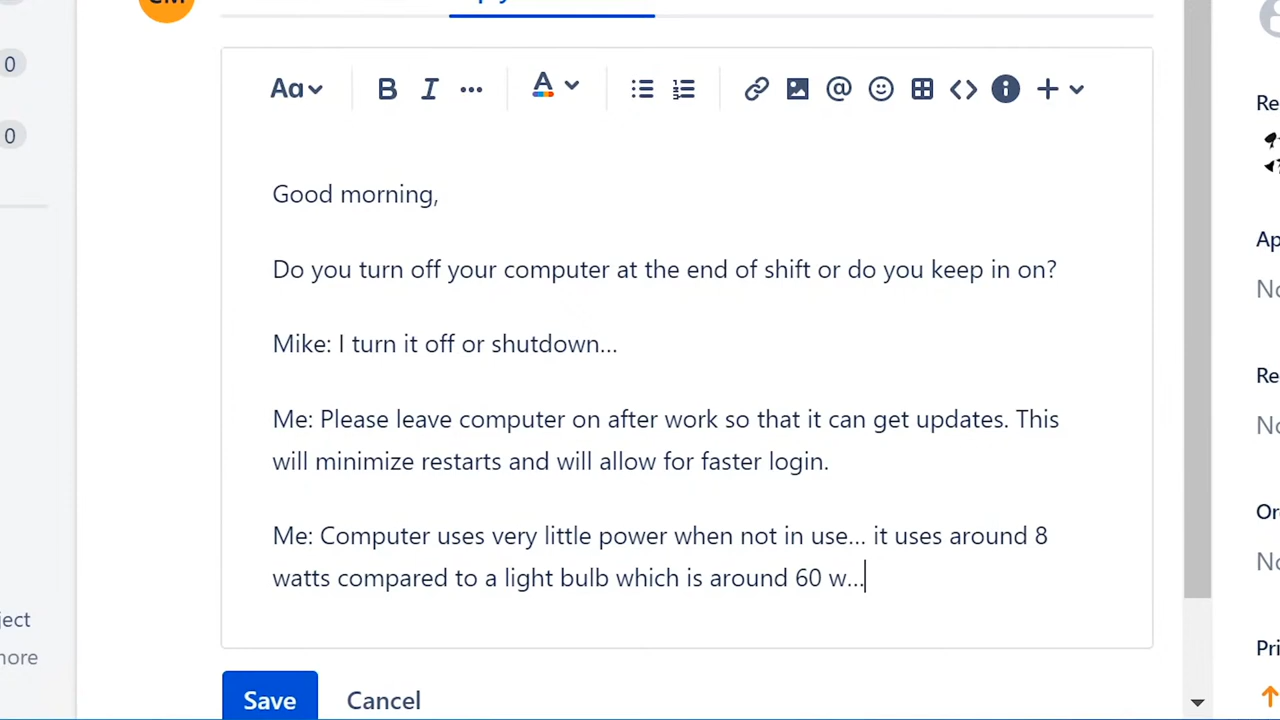 0
0
Aa
B I ... A @ <> i +
Good morning,
Do you turn off your computer at the end of shift or do you keep in on?
Mike: I turn it off or shutdown...
Me: Please leave computer on after work so that it can get updates. This
will minimize restarts and will allow for faster login.
Me: Computer uses very little power when not in use... it uses around 8
watts compared to a light bulb which is around 60 w...
Save Cancel